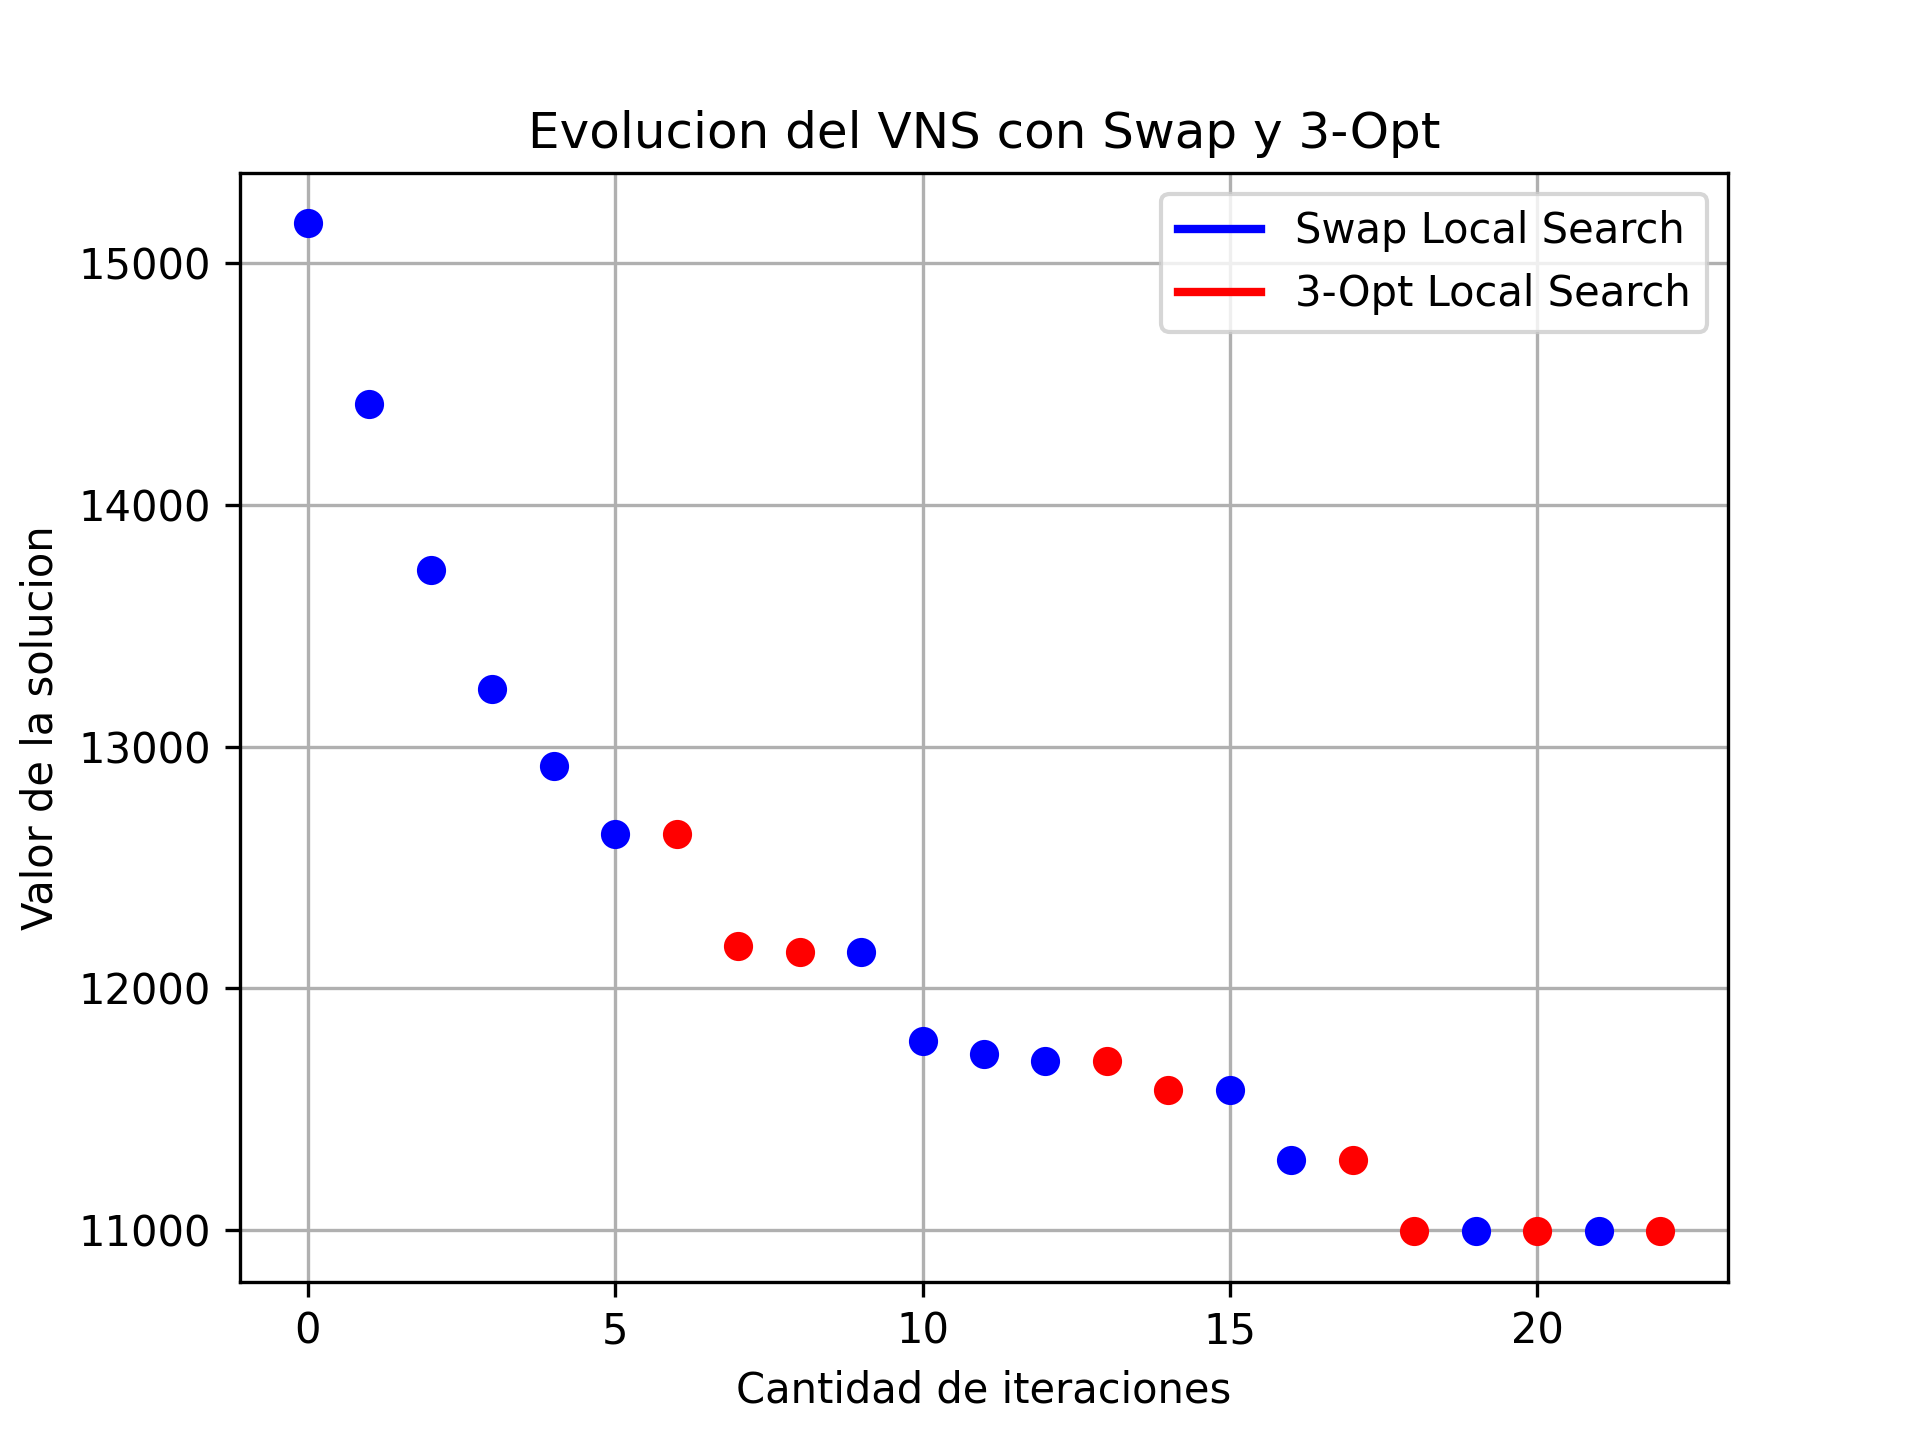 Evolucion del VNS con Swap y 3-Opt
Swap Local Search
3-Opt Local Search
15000
14000
13000
12000
11000
Valor de la solucion
0 5 10 15 20
Cantidad de iteraciones